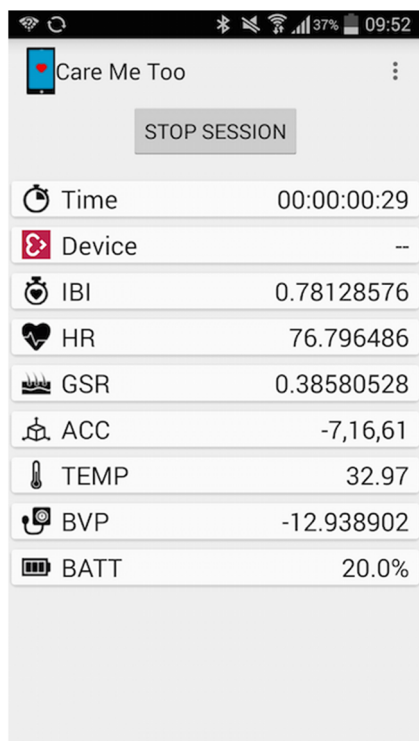 37% 09:52
Care Me Too
STOP SESSION
Time 00:00:00:29
Device --
IBI 0.78128576
HR 76.796486
GSR 0.38580528
ACC -7,16,61
TEMP 32.97
BVP -12.938902
BATT 20.0%